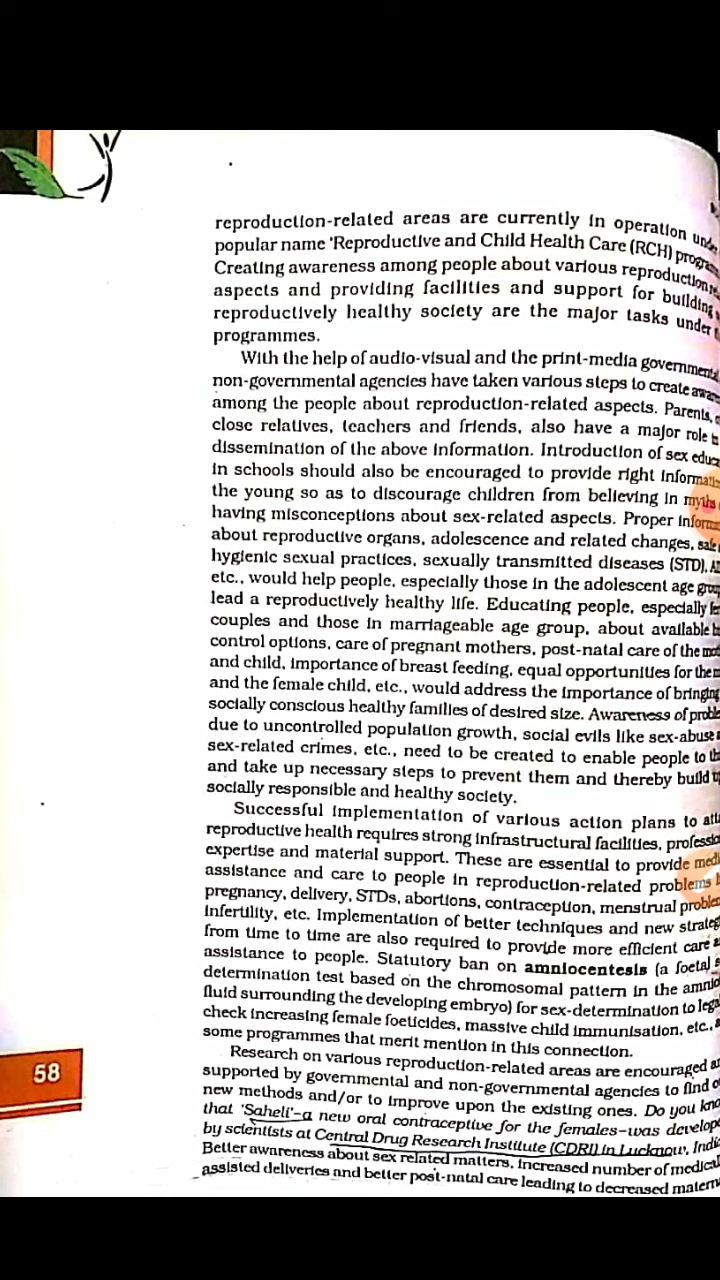 reproduction-related areas are currently in operation
popular name 'Reproductive and Child Health Care (RCH)
Creating awareness among people about various reproduction
aspects and providing facilities and support for building
reproductively healthy society are the major tasks under
programmes.
With the help of audio-visual and the print-media
non-governmental agencies have taken various steps to create
among the people about reproduction-related aspects. Parents,
close relatives, teachers and friends, also have a major role
dissemination of the above information. Introduction of sex
in schools should also be encouraged to provide right
the young so as to discourage children from believing in myths
having misconceptions about sex-related aspects. Proper
about reproductive organs, adolescence and related changes,
hygienic sexual practices, sexually transmitted diseases (STD),
etc., would help people, especially those in the adolescent age
lead a reproductively healthy life. Educating people, especially
couples and those in marriageable age group, about available
control options, care of pregnant mothers, post-natal care of the
and child, importance of breast feeding, equal opportunities for the
and the female child, etc., would address the importance of bringing
socially conscious healthy families of desired size. Awareness of
due to uncontrolled population growth, social evils like sex-abuse
sex-related crimes, etc., need to be created to enable people to
and take up necessary steps to prevent them and thereby build
socially responsible and healthy society.
Successful implementation of various action plans to
reproductive health requires strong infrastructural facilities,
expertise and material support. These are essential to provide
assistance and care to people in reproduction-related problems
pregnancy, delivery, STDs, abortions, contraception, menstrual
infertility, etc. Implementation of better techniques and new
from time to time are also required to provide more efficient care
assistance to people. Statutory ban on amniocentesis (a foetal
determination test based on the chromosomal pattern in the
fluid surrounding the developing embryo) for sex-determination to
check increasing female foeticides, massive child immunisation, etc.,
some programmes that merit mention in this connection.
Research on various reproduction-related areas are encouraged
supported by governmental and non-governmental agencies to find
new methods and/or to improve upon the existing ones. Do you
that 'Saheli'–a new oral contraceptive for the females–was
by scientists at Central Drug Research Institute (CDRI) in Lucknow,
Better awareness about sex related matters, increased number of
assisted deliveries and better post-natal care leading to decreased
58